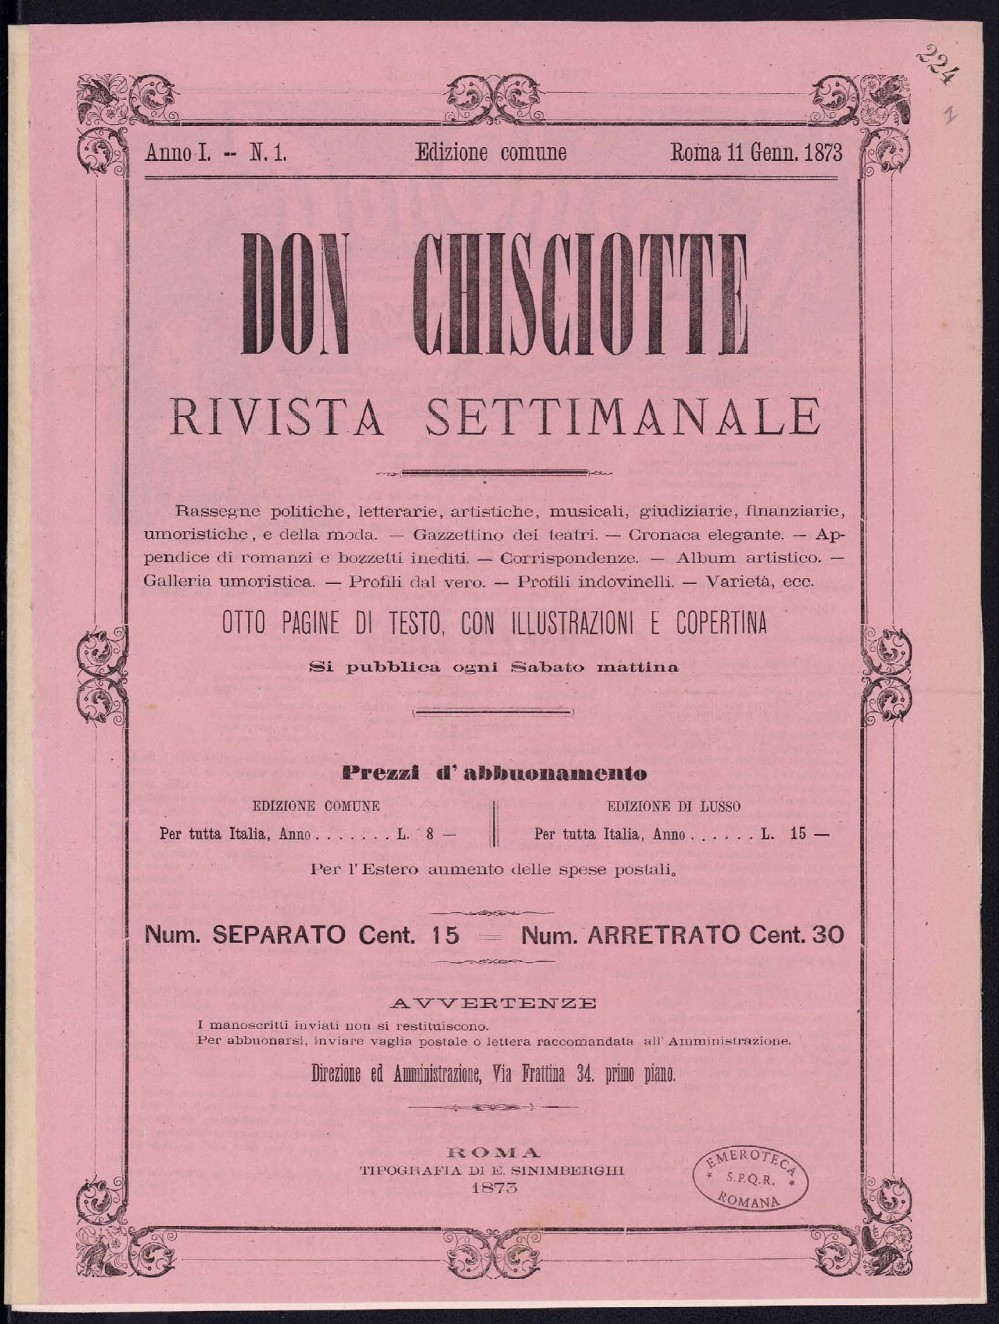 224
1
Anno I. -- N. 1. Edizione comune Roma 11 Genn. 1873
DON CHISCIOTTE
RIVISTA SETTIMANALE
Rassegne politiche, letterarie, artistiche, musicali, giudiziarie, finanziarie,
umoristiche, e della moda. — Gazzettino dei teatri. — Cronaca elegante. — Ap-
pendice di romanzi e bozzetti inediti. — Corrispondenze. — Album artistico. —
Galleria umoristica. — Profili dal vero. — Profili indovinelli. — Varietà, ecc.
OTTO PAGINE DI TESTO, CON ILLUSTRAZIONI E COPERTINA
Si pubblica ogni Sabato mattina
Prezzi d'abbuonamento
EDIZIONE COMUNE
Per tutta Italia, Anno . . . . . . . L. 8 —
EDIZIONE DI LUSSO
Per tutta Italia, Anno . . . . . . L. 15 —
Per l'Estero aumento delle spese postali.
Num. SEPARATO Cent. 15 = Num. ARRETRATO Cent. 30
AVVERTENZE
I manoscritti inviati non si restituiscono.
Per abbuonarsi, inviare vaglia postale o lettera raccomandata all'Amministrazione.
Direzione ed Amministrazione, Via Frattina 34. primo piano.
ROMA
TIPOGRAFIA DI E. SINIMBERGHI
1873
EMEROTECA
* S.P.Q.R. *
ROMANA